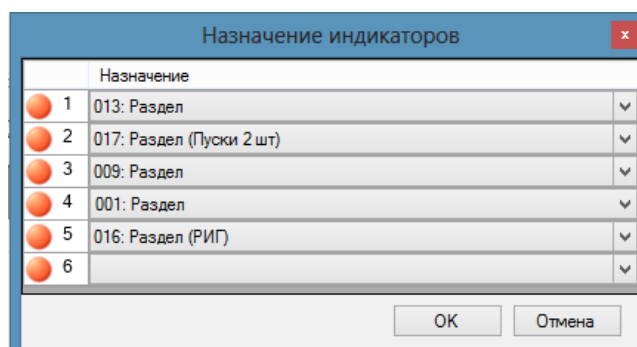 Назначение индикаторов
x
Назначение
1 013: Раздел
2 017: Раздел (Пуски 2 шт)
3 009: Раздел
4 001: Раздел
5 016: Раздел (РИГ)
6
OK Отмена